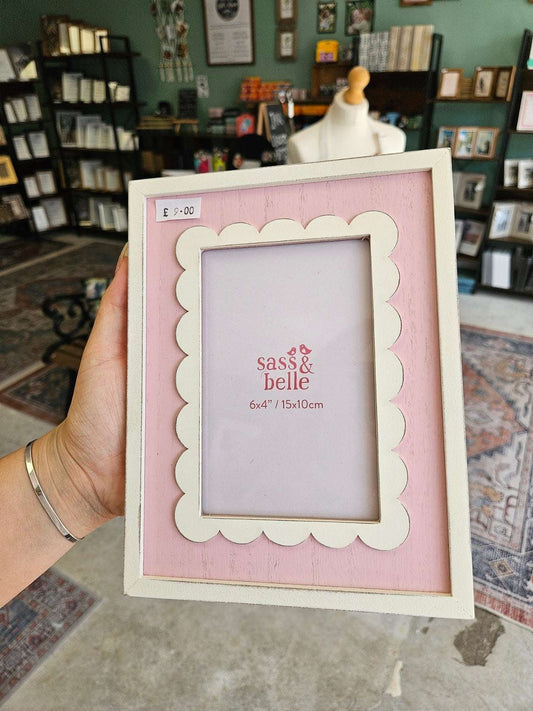 £ 9.00
sass
&
belle
6x4" / 15x10cm